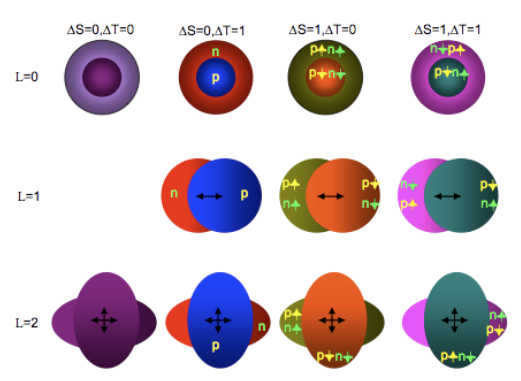 ΔS=0,ΔT=0 ΔS=0,ΔT=1 ΔS=1,ΔT=0 ΔS=1,ΔT=1
n p↑n↑ n↓p↑
L=0 p p↓n↓ p↓n↑
n p p↑ p↓ n↓ p↓
L=1 n↑ n↓ p↑ n↑
p↑ n↑
L=2 n n↑ p↓
p p↓n↓ p↑n↓